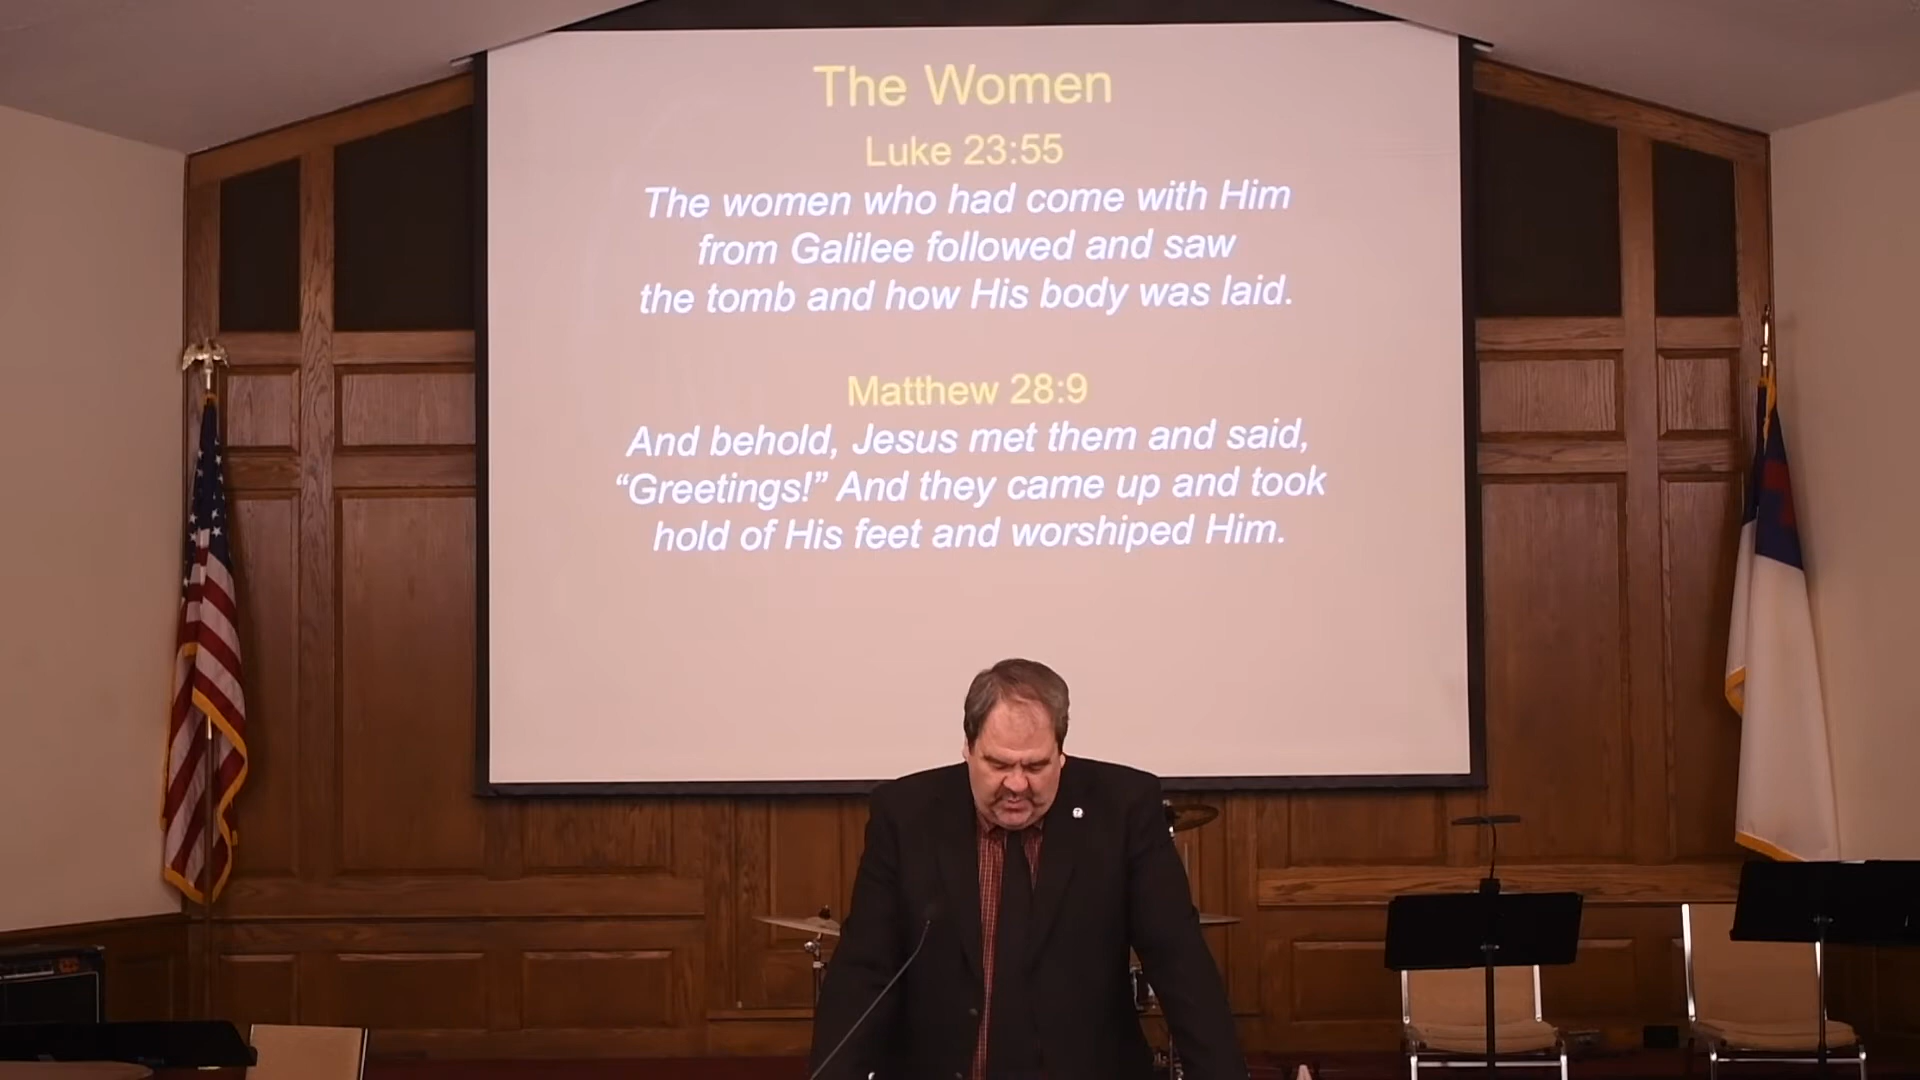 The Women
Luke 23:55
The women who had come with Him
from Galilee followed and saw
the tomb and how His body was laid.
Matthew 28:9
And behold, Jesus met them and said,
“Greetings!” And they came up and took
hold of His feet and worshiped Him.